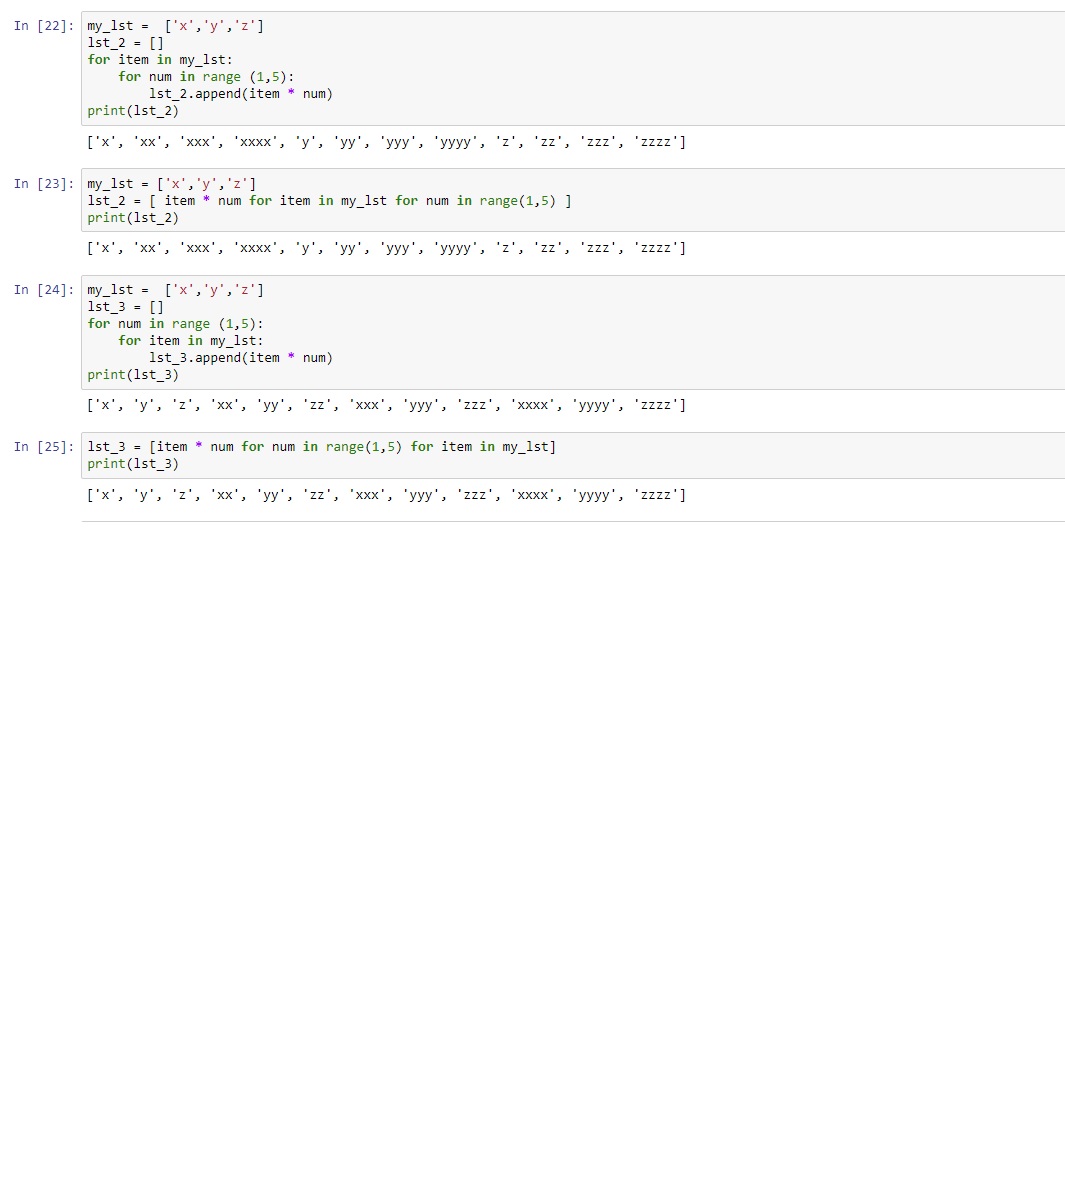 In [22]: my_lst =  ['x','y','z']
lst_2 = []
for item in my_lst:
    for num in range (1,5):
        lst_2.append(item * num)
print(lst_2)
['x', 'xx', 'xxx', 'xxxx', 'y', 'yy', 'yyy', 'yyyy', 'z', 'zz', 'zzz', 'zzzz']
In [23]: my_lst = ['x','y','z']
lst_2 = [ item * num for item in my_lst for num in range(1,5) ]
print(lst_2)
['x', 'xx', 'xxx', 'xxxx', 'y', 'yy', 'yyy', 'yyyy', 'z', 'zz', 'zzz', 'zzzz']
In [24]: my_lst =  ['x','y','z']
lst_3 = []
for num in range (1,5):
    for item in my_lst:
        lst_3.append(item * num)
print(lst_3)
['x', 'y', 'z', 'xx', 'yy', 'zz', 'xxx', 'yyy', 'zzz', 'xxxx', 'yyyy', 'zzzz']
In [25]: lst_3 = [item * num for num in range(1,5) for item in my_lst]
print(lst_3)
['x', 'y', 'z', 'xx', 'yy', 'zz', 'xxx', 'yyy', 'zzz', 'xxxx', 'yyyy', 'zzzz']